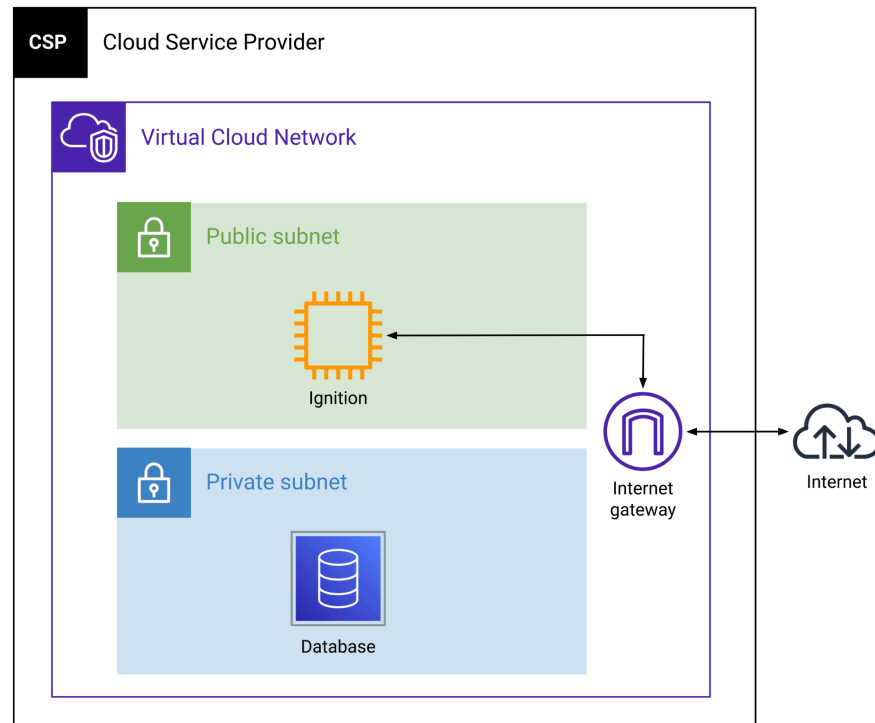 CSP
Cloud Service Provider
Virtual Cloud Network
Public subnet
Ignition
Private subnet
Database
Internet
gateway
Internet